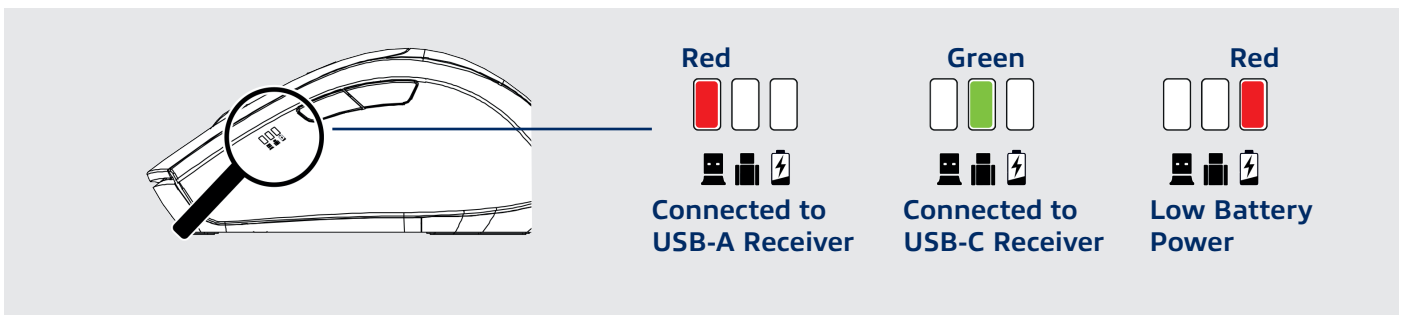 Red
Green
Red
Connected to
USB-A Receiver
Connected to
USB-C Receiver
Low Battery
Power